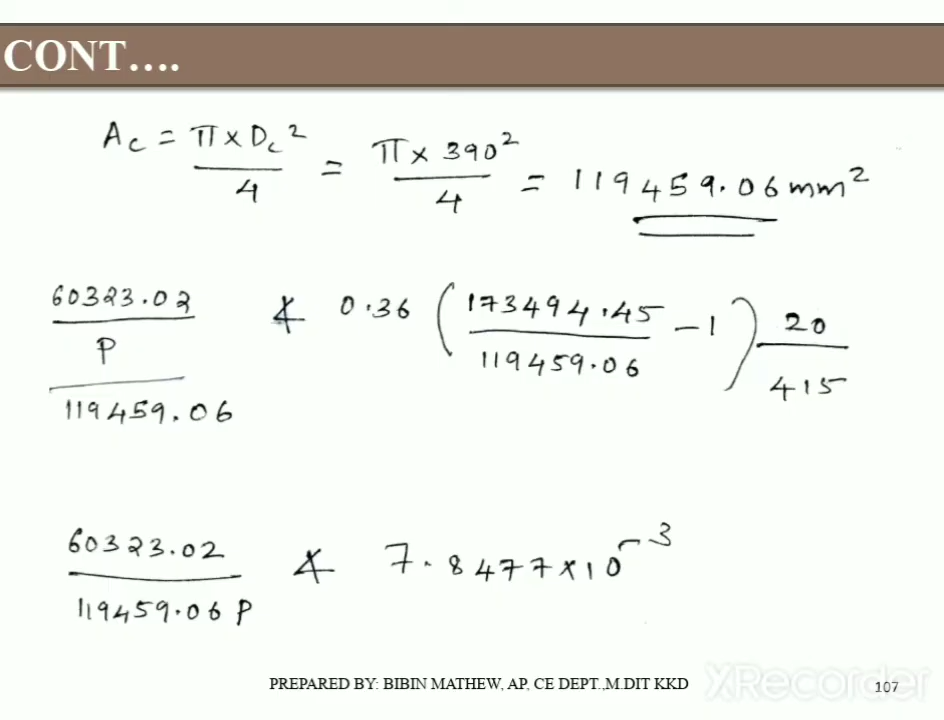 CONT….
Ac = π × Dc² / 4 = π × 390² / 4 = 119459.06 mm²
60323.02 / P / 119459.06 ≮ 0.36 ( 173494.45 / 119459.06 − 1 ) 20 / 415
60323.02 / 119459.06 P ≮ 7.8477 × 10⁻³
PREPARED BY: BIBIN MATHEW, AP, CE DEPT.,M.DIT KKD
XRecorder
107